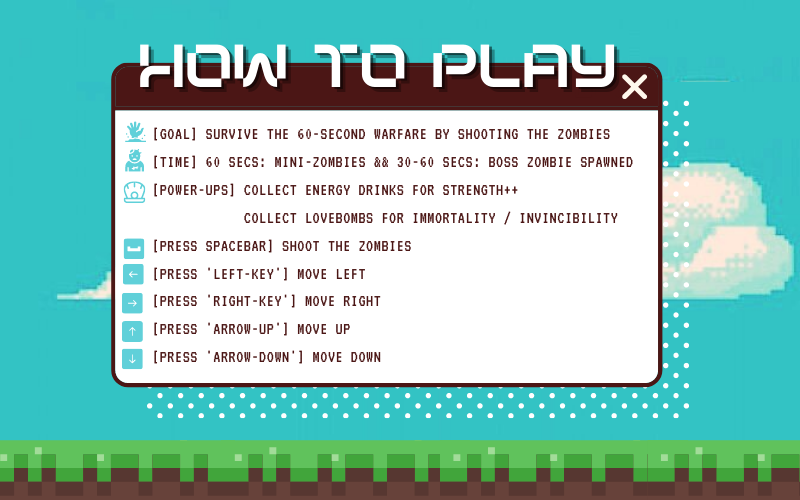 HOW TO PLAY
[GOAL] SURVIVE THE 60-SECOND WARFARE BY SHOOTING THE ZOMBIES
[TIME] 60 SECS: MINI-ZOMBIES && 30-60 SECS: BOSS ZOMBIE SPAWNED
[POWER-UPS] COLLECT ENERGY DRINKS FOR STRENGTH++
COLLECT LOVEBOMBS FOR IMMORTALITY / INVINCIBILITY
[PRESS SPACEBAR] SHOOT THE ZOMBIES
[PRESS 'LEFT-KEY'] MOVE LEFT
[PRESS 'RIGHT-KEY'] MOVE RIGHT
[PRESS 'ARROW-UP'] MOVE UP
[PRESS 'ARROW-DOWN'] MOVE DOWN